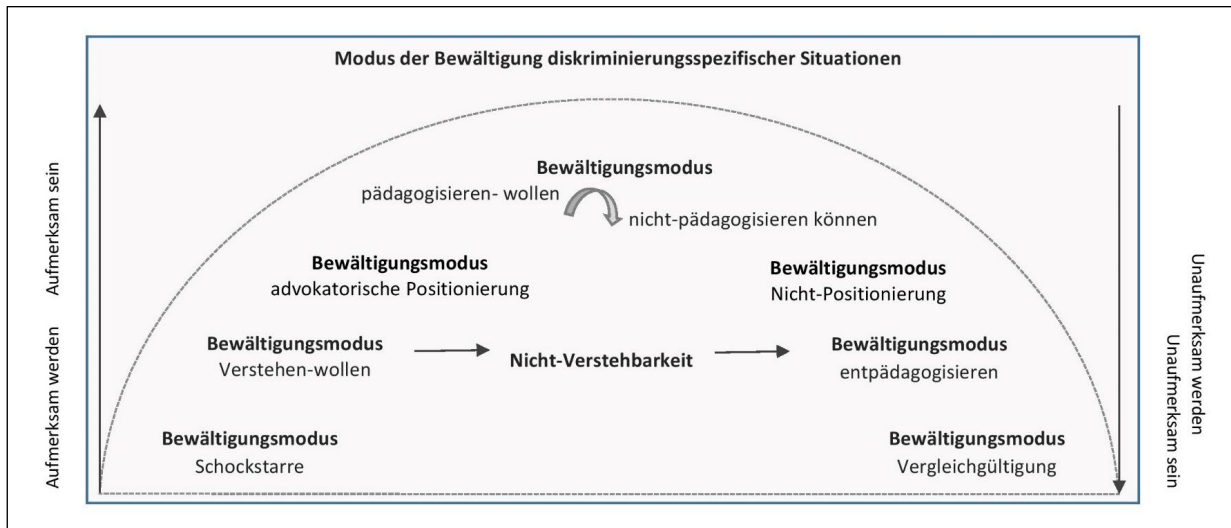 Modus der Bewältigung diskriminierungsspezifischer Situationen
Bewältigungsmodus
pädagogisieren- wollen
nicht-pädagogisieren können
Bewältigungsmodus
advokatorische Positionierung
Bewältigungsmodus
Nicht-Positionierung
Bewältigungsmodus
Verstehen-wollen
Nicht-Verstehbarkeit
Bewältigungsmodus
entpädagogisieren
Bewältigungsmodus
Schockstarre
Bewältigungsmodus
Vergleichgültigung
Aufmerksam werden
Aufmerksam sein
Unaufmerksam werden
Unaufmerksam sein